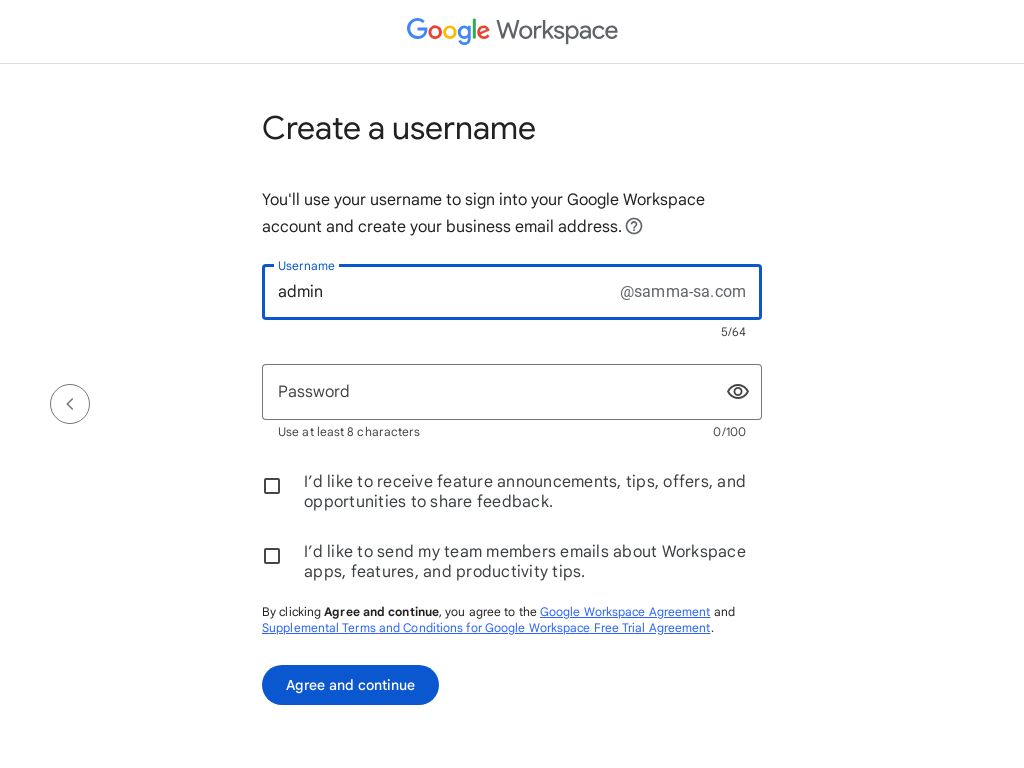 Google Workspace
Create a username
You'll use your username to sign into your Google Workspace
account and create your business email address.
Username
admin
@samma-sa.com
5/64
Password
Use at least 8 characters
0/100
I’d like to receive feature announcements, tips, offers, and
opportunities to share feedback.
I’d like to send my team members emails about Workspace
apps, features, and productivity tips.
By clicking Agree and continue, you agree to the Google Workspace Agreement and
Supplemental Terms and Conditions for Google Workspace Free Trial Agreement.
Agree and continue